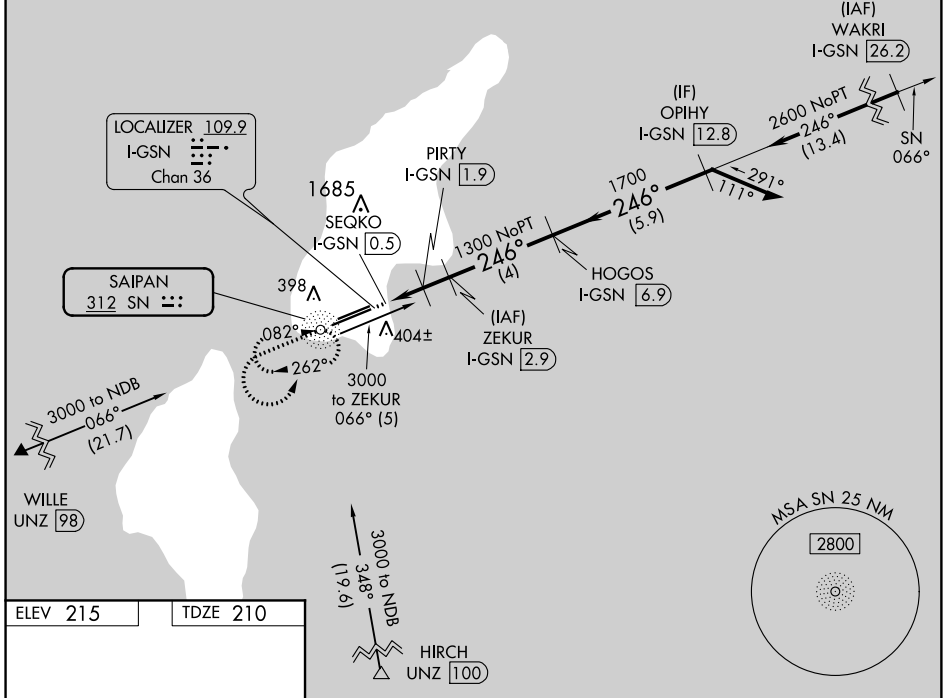 (IAF)
WAKRI
I-GSN 26.2
(IF)
OPIHY
I-GSN 12.8
2600 NoPT
246°
(13.4)
SN
066°
LOCALIZER 109.9
I-GSN
Chan 36
PIRTY
I-GSN 1.9
1685
SEQKO
I-GSN 0.5
1700
246°
(5.9)
291°
111°
1300 NoPT
246°
(4)
HOGOS
I-GSN 6.9
SAIPAN
312 SN
398
(IAF)
ZEKUR
I-GSN 2.9
082°
404±
262°
3000
to ZEKUR
066° (5)
3000 to NDB
066°
(21.7)
WILLE
UNZ 98
3000 to NDB
348°
(19.6)
HIRCH
UNZ 100
MSA SN 25 NM
2800
ELEV 215
TDZE 210